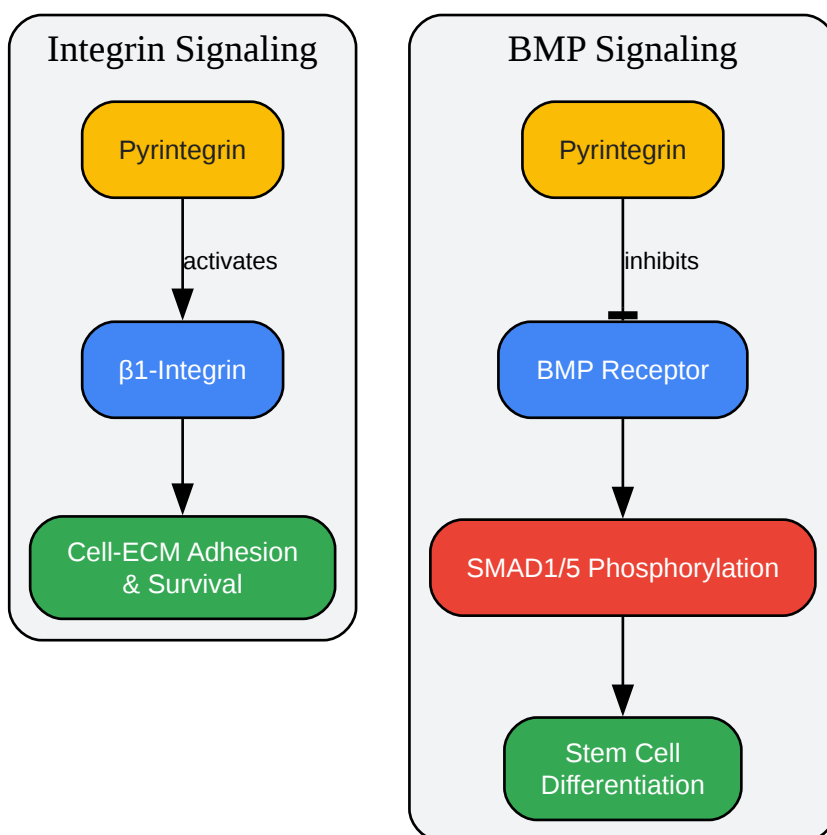 Integrin Signaling
Pyrintegrin
activates
β1-Integrin
Cell-ECM Adhesion
& Survival
BMP Signaling
Pyrintegrin
inhibits
BMP Receptor
SMAD1/5 Phosphorylation
Stem Cell
Differentiation